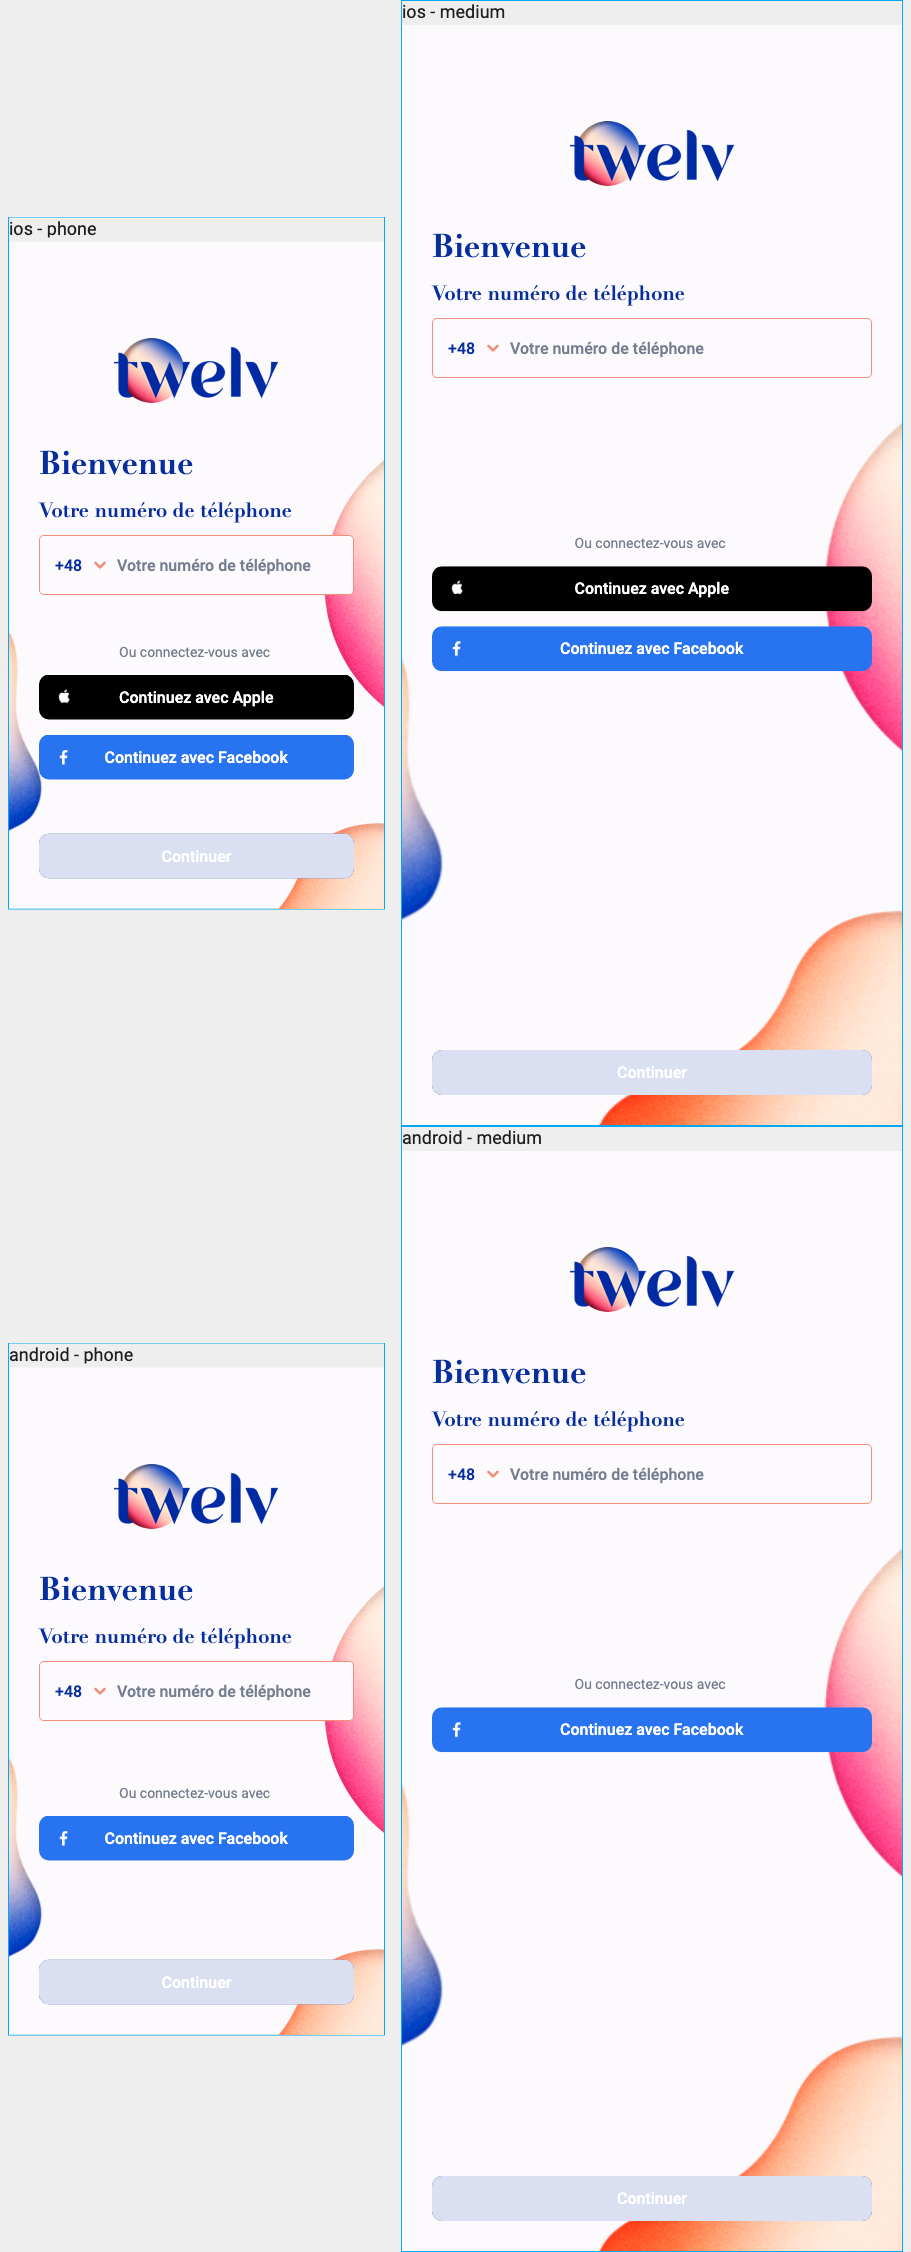 ios - phone
twelv
Bienvenue
Votre numéro de téléphone
+48 Votre numéro de téléphone
Ou connectez-vous avec
Continuez avec Apple
Continuez avec Facebook
Continuer
ios - medium
twelv
Bienvenue
Votre numéro de téléphone
+48 Votre numéro de téléphone
Ou connectez-vous avec
Continuez avec Apple
Continuez avec Facebook
Continuer
android - phone
twelv
Bienvenue
Votre numéro de téléphone
+48 Votre numéro de téléphone
Ou connectez-vous avec
Continuez avec Facebook
Continuer
android - medium
twelv
Bienvenue
Votre numéro de téléphone
+48 Votre numéro de téléphone
Ou connectez-vous avec
Continuez avec Facebook
Continuer